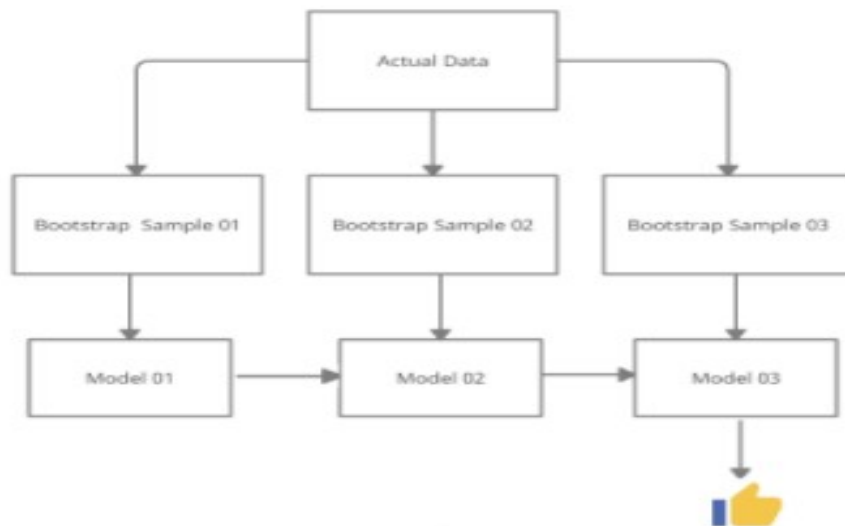 Actual Data
Bootstrap Sample 01
Bootstrap Sample 02
Bootstrap Sample 03
Model 01
Model 02
Model 03